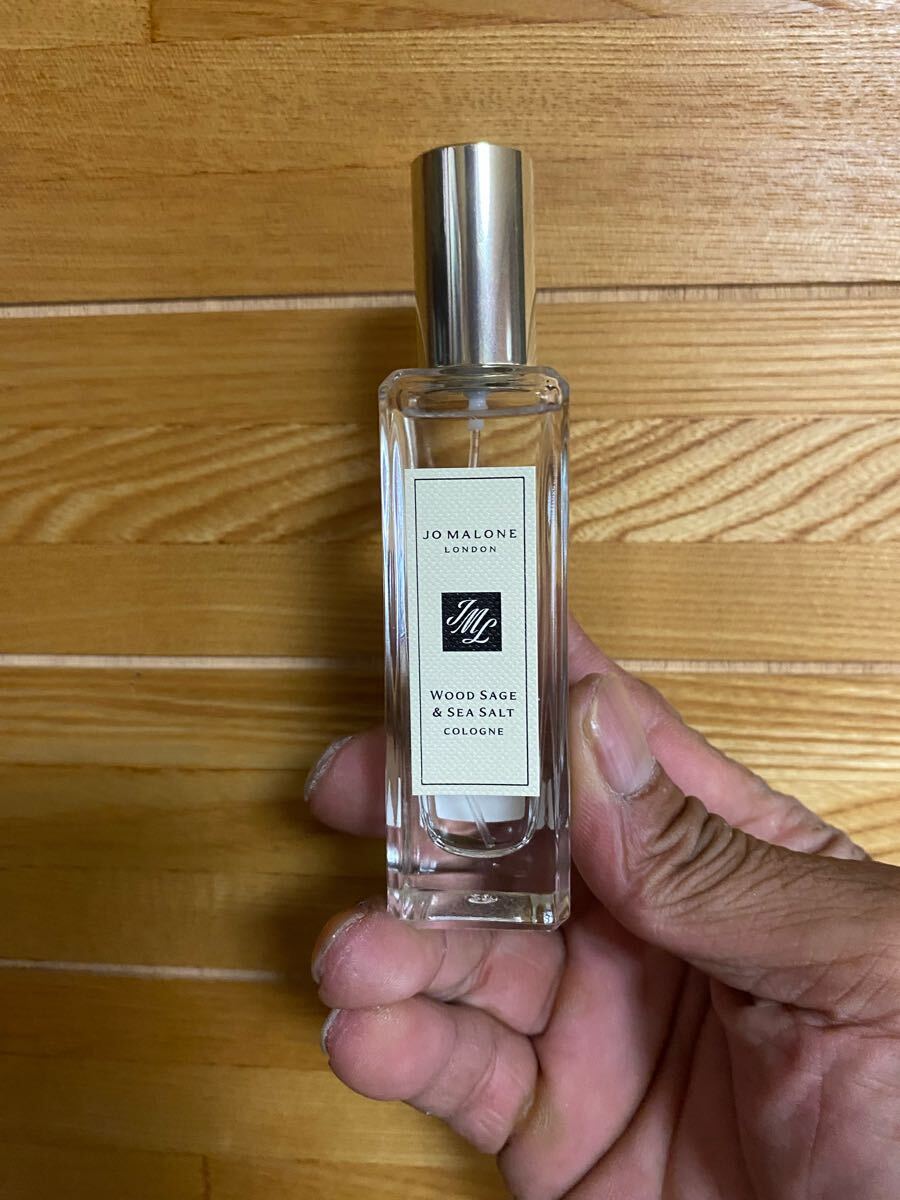 JO MALONE
LONDON
JML
WOOD SAGE
& SEA SALT
COLOGNE